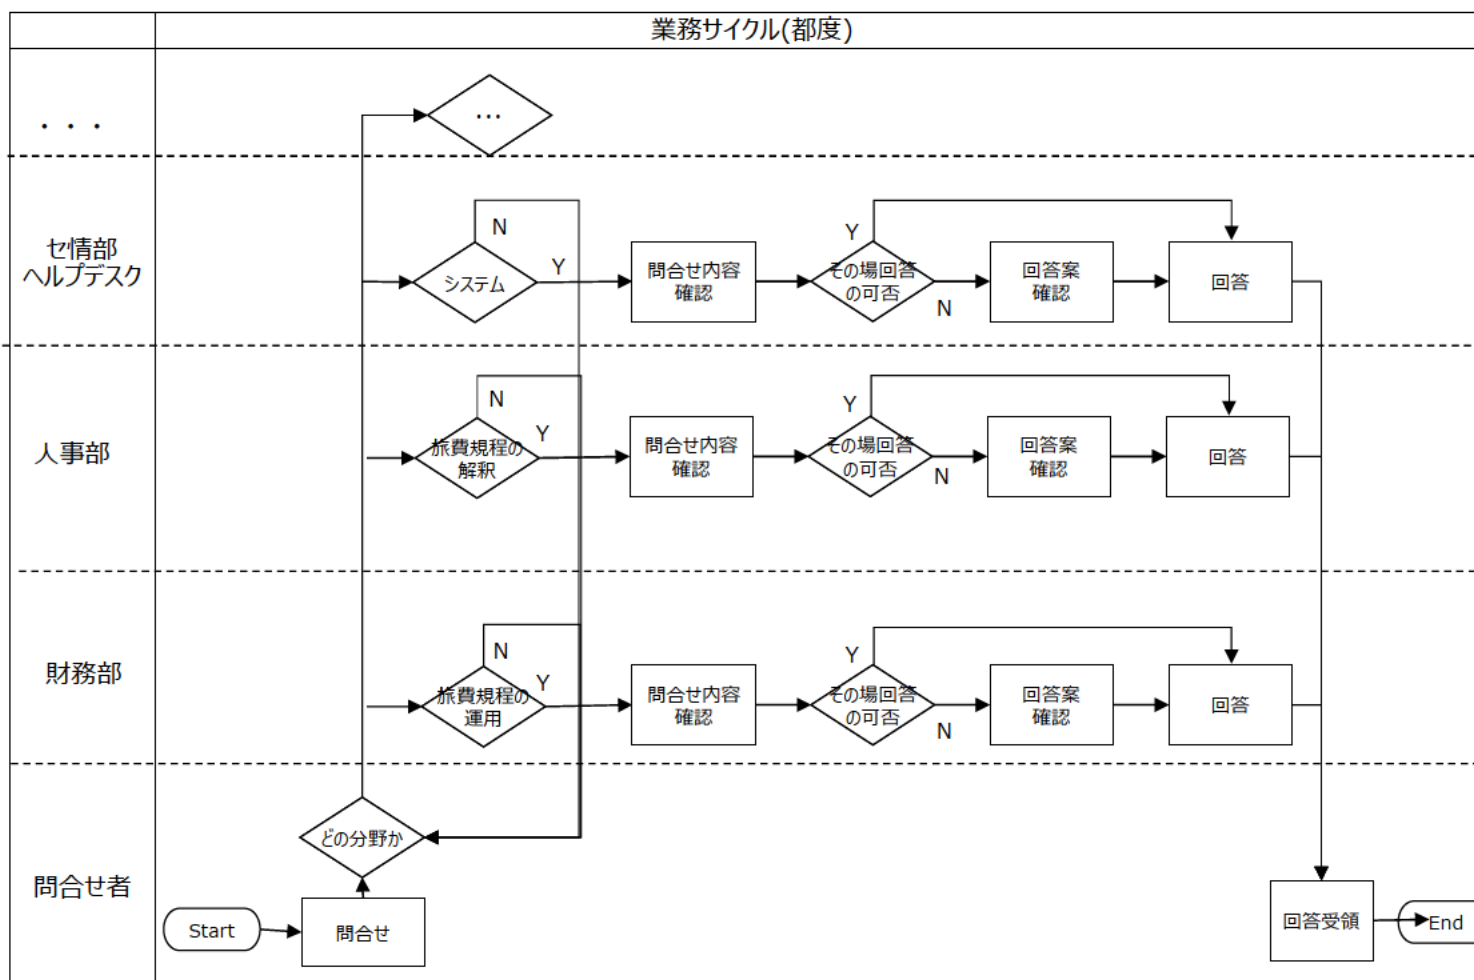 業務サイクル(都度)
・・・
…
セ情部
ヘルプデスク
システム
N
Y
問合せ内容
確認
その場回答
の可否
Y
N
回答案
確認
回答
人事部
旅費規程の
解釈
N
Y
問合せ内容
確認
その場回答
の可否
Y
N
回答案
確認
回答
財務部
旅費規程の
運用
N
Y
問合せ内容
確認
その場回答
の可否
Y
N
回答案
確認
回答
問合せ者
どの分野か
Start
問合せ
回答受領
End